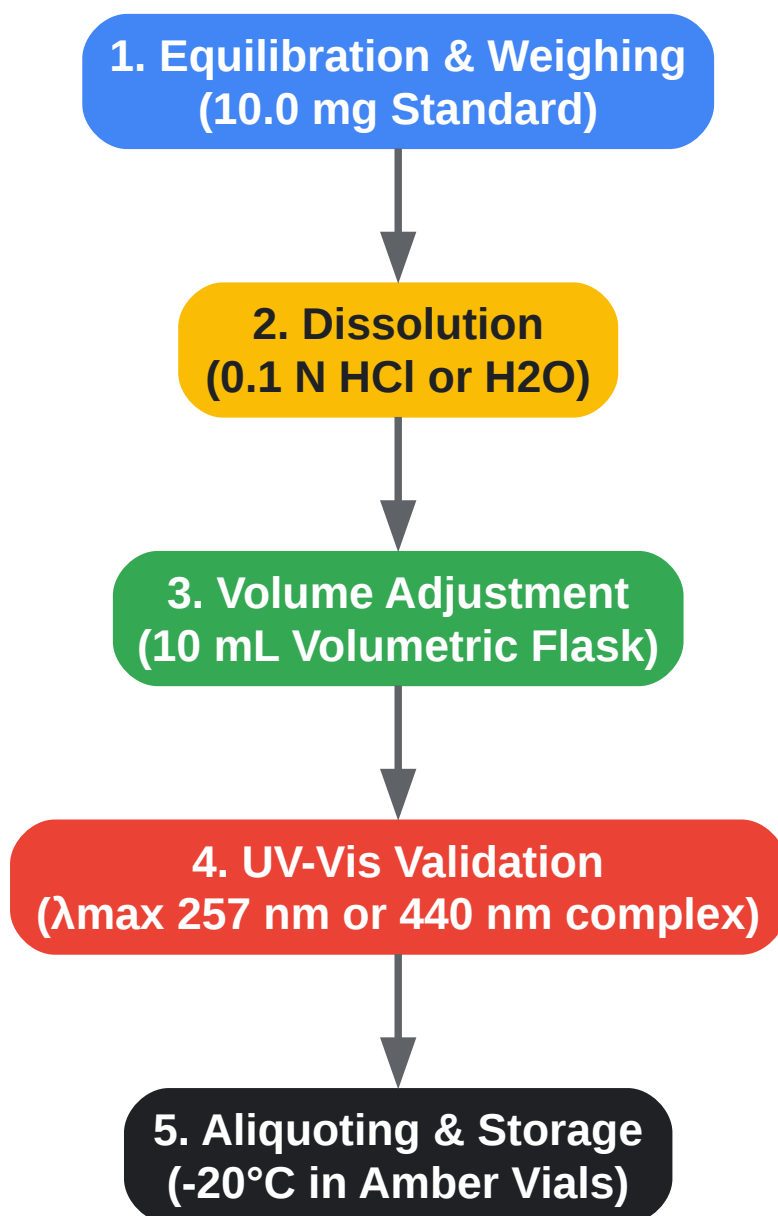 1. Equilibration & Weighing
(10.0 mg Standard)
2. Dissolution
(0.1 N HCl or H2O)
3. Volume Adjustment
(10 mL Volumetric Flask)
4. UV-Vis Validation
(λmax 257 nm or 440 nm complex)
5. Aliquoting & Storage
(-20°C in Amber Vials)